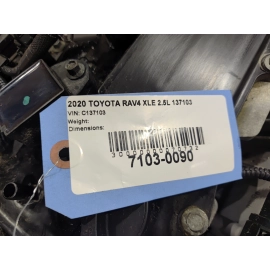 2020 TOYOTA RAV4 XLE 2.5L 137103
VIN: C137103
Weight:
Dimensions:
7103-0090